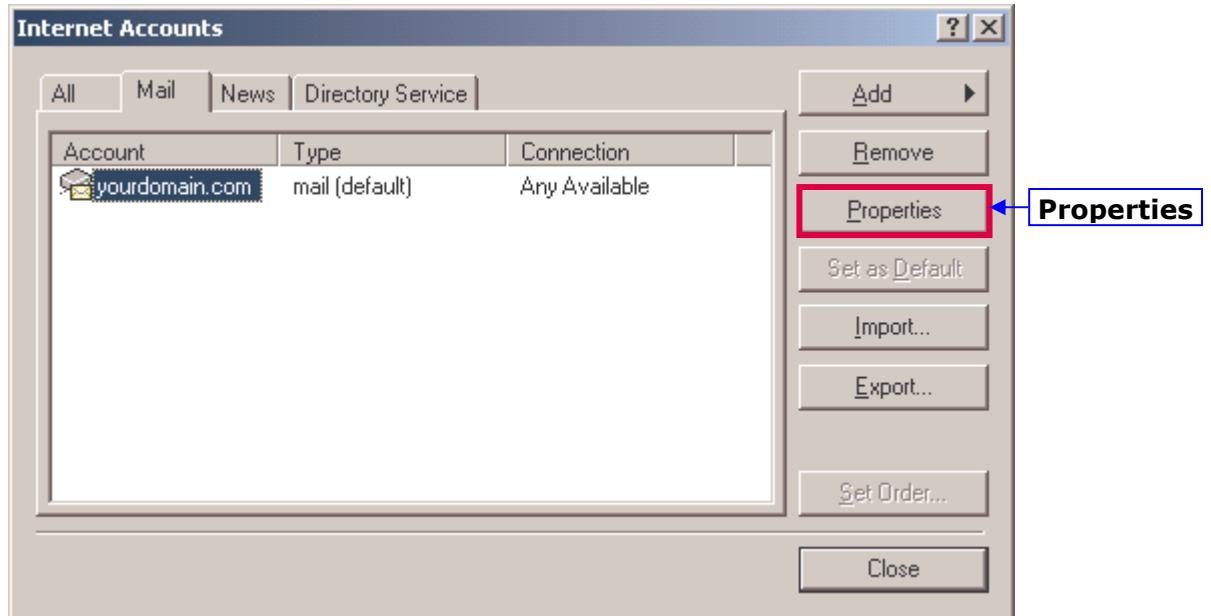 Internet Accounts
? X
All Mail News Directory Service
Add
Account Type Connection
Remove
yourdomain.com mail (default) Any Available
Properties
Properties
Set as Default
Import...
Export...
Set Order...
Close